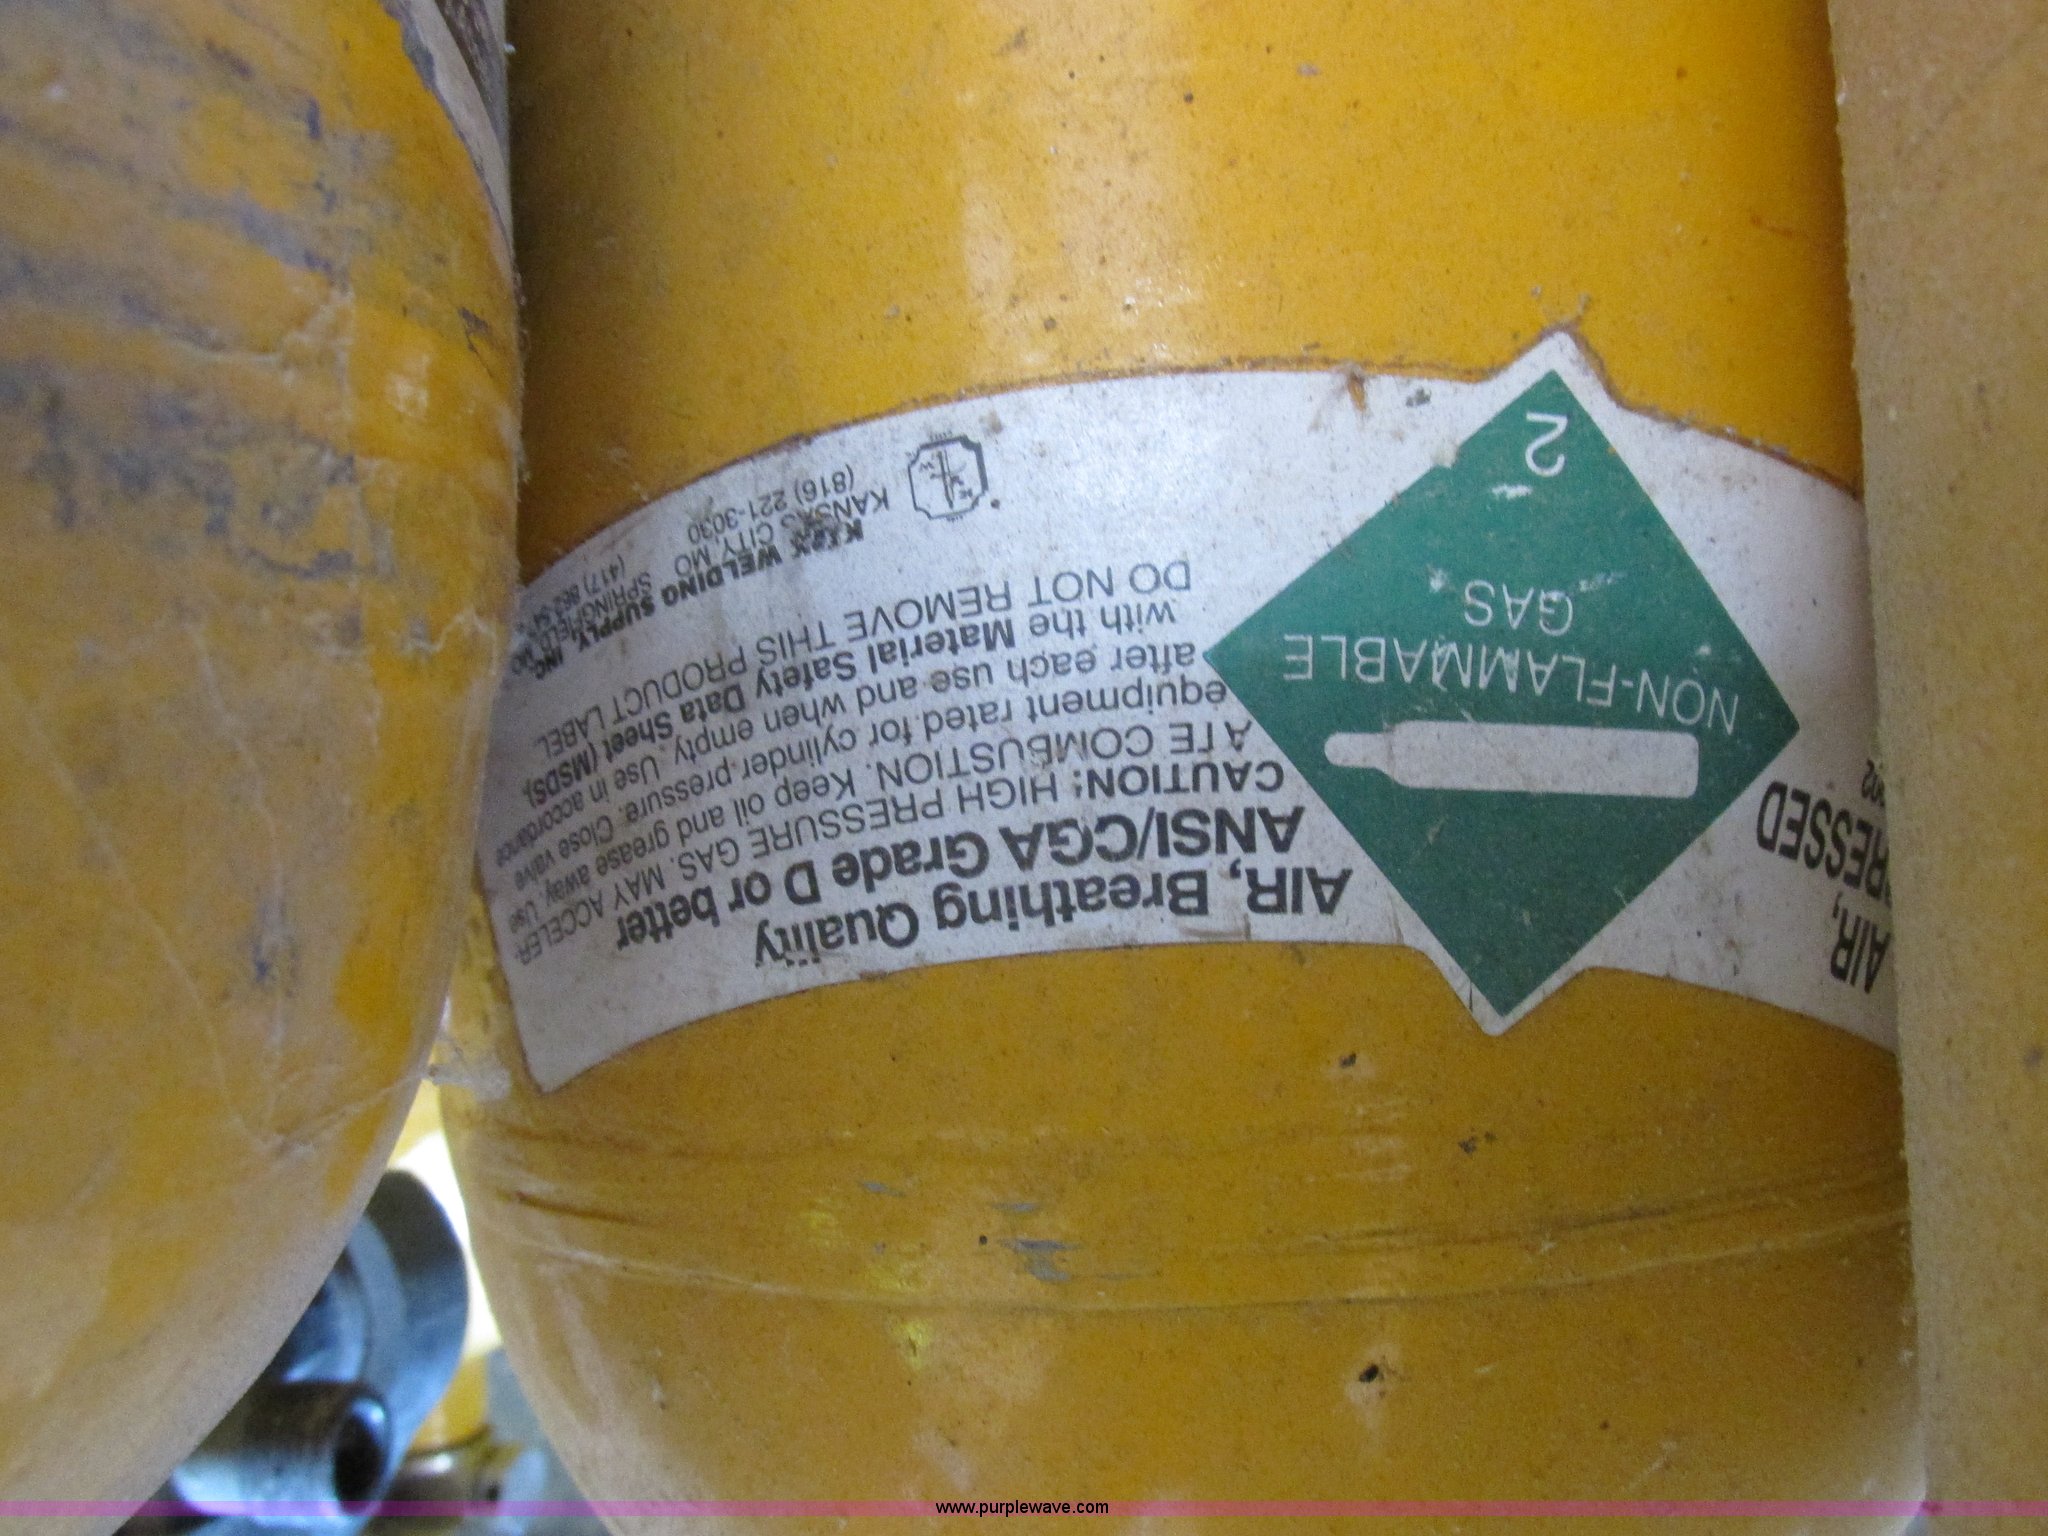 AIR, Breathing Quality
ANSI/CGA Grade D or better
CAUTION: HIGH PRESSURE GAS. MAY ACCELER-
ATE COMBUSTION. Keep oil and grease away. Use
equipment rated for cylinder pressure. Close valve
after each use and when empty. Use in accordance
with the Material Safety Data Sheet (MSDS).
DO NOT REMOVE THIS PRODUCT LABEL.
WELDING SUPPLY, INC.
KANSAS CITY, MO SPRINGFIELD, MO
(816) 221-3030 (417)
NON-FLAMMABLE
GAS
2
AIR,
RESSED
www.purplewave.com